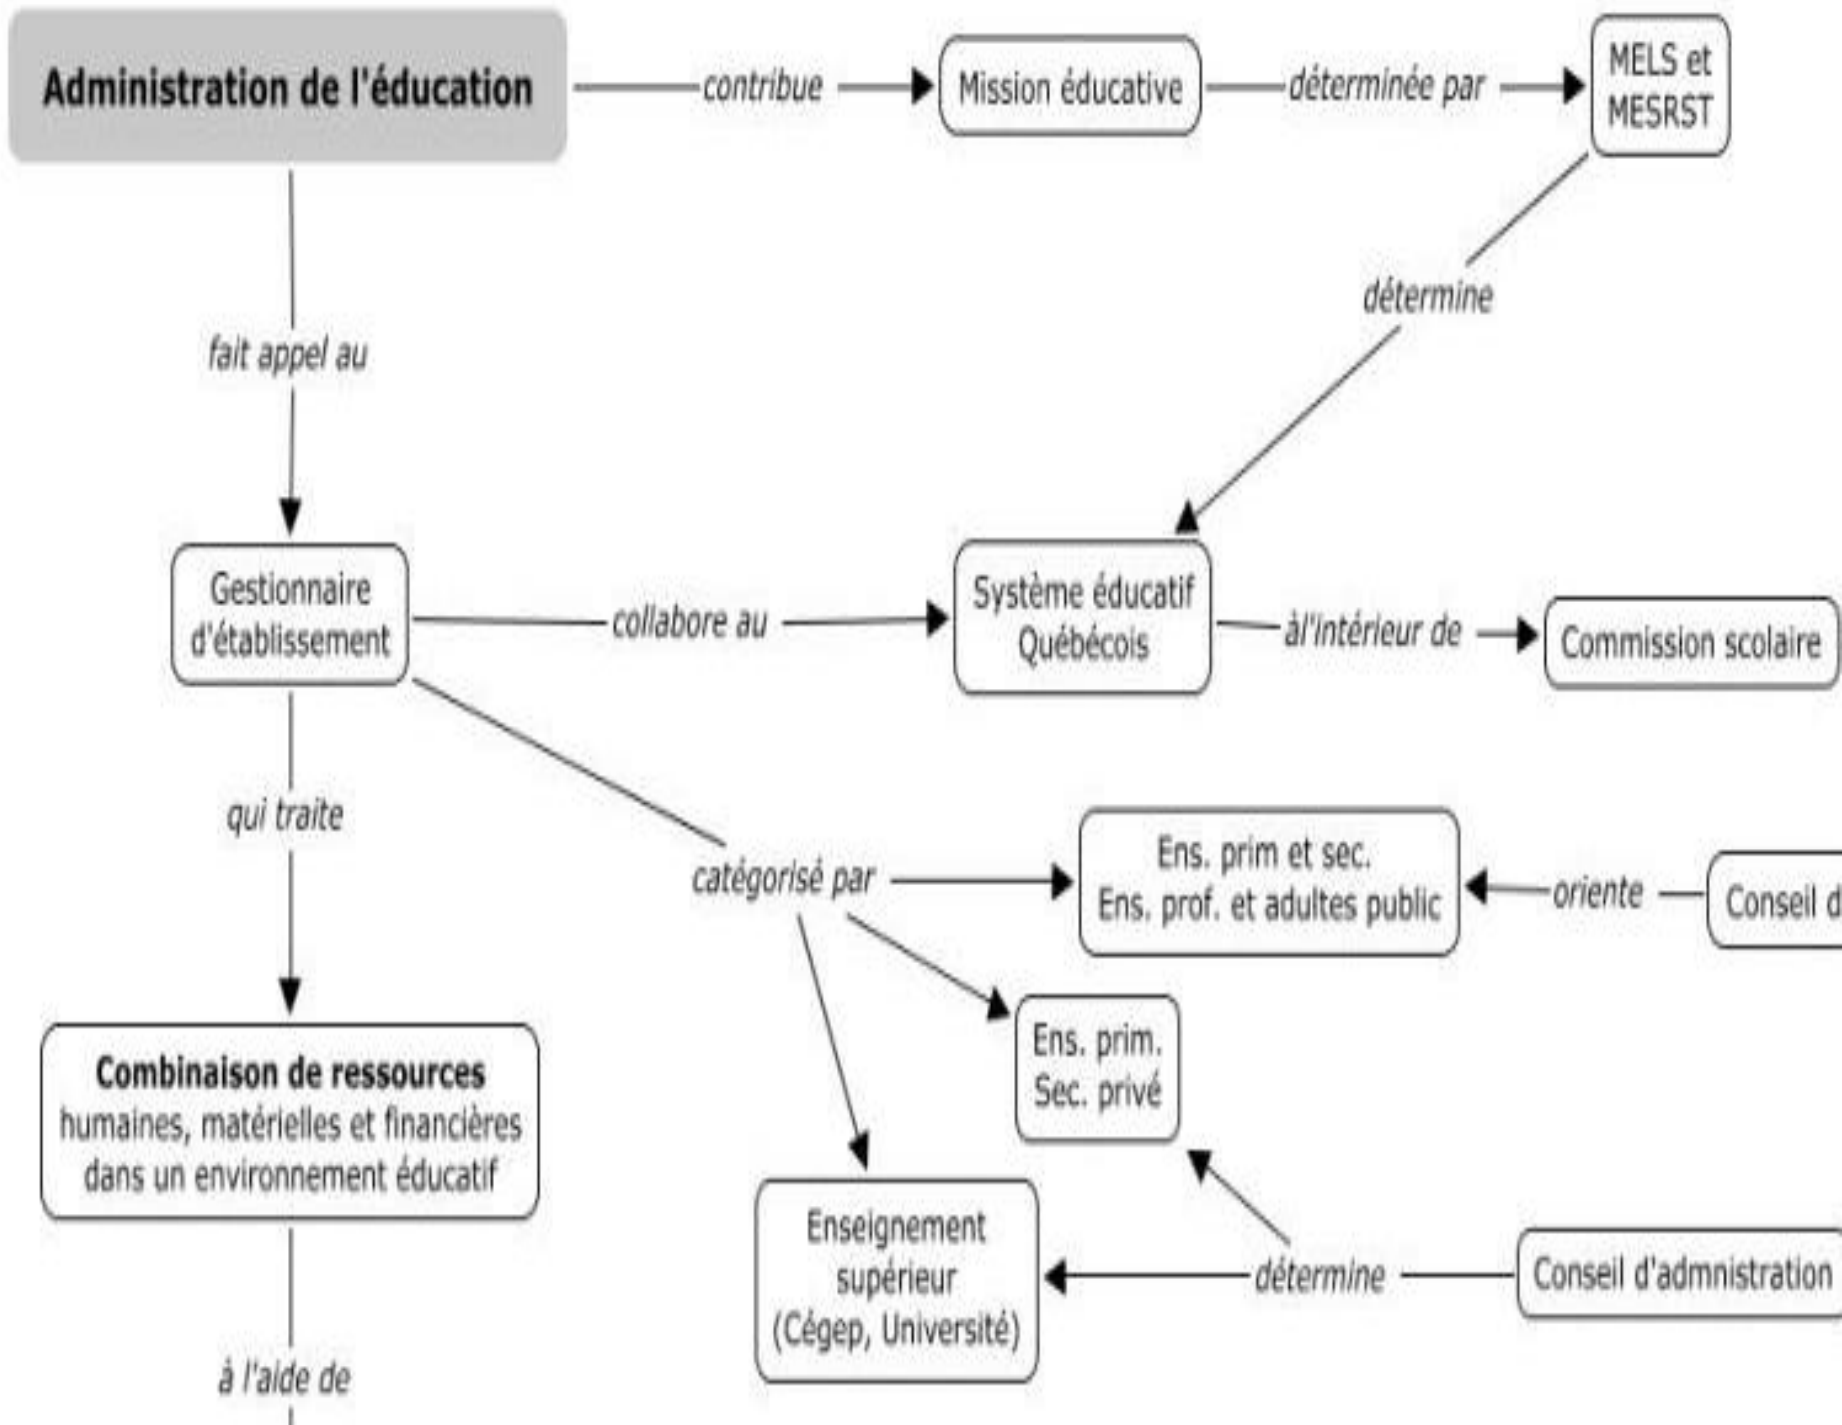 Administration de l'éducation
contribue
Mission éducative
déterminée par
MELS et
MESRST
détermine
fait appel au
Gestionnaire
d'établissement
collabore au
Système éducatif
Québécois
àl'intérieur de
Commission scolaire
qui traite
catégorisé par
Ens. prim et sec.
Ens. prof. et adultes public
oriente
Conseil d
Combinaison de ressources
humaines, matérielles et financières
dans un environnement éducatif
Ens. prim.
Sec. privé
Enseignement
supérieur
(Cégep, Université)
détermine
Conseil d'admnistration
à l'aide de